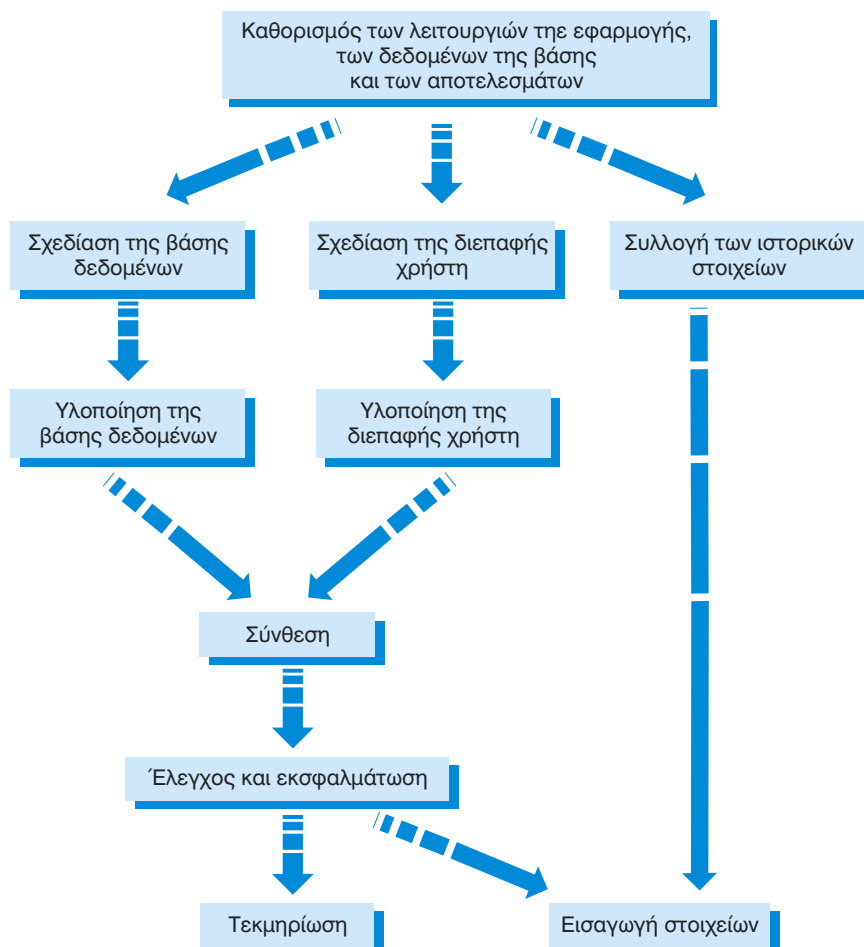 Καθορισμός των λειτουργιών τηε εφαρμογής,
των δεδομένων της βάσης
και των αποτελεσμάτων
Σχεδίαση της βάσης
δεδομένων
Σχεδίαση της διεπαφής
χρήστη
Συλλογή των ιστορικών
στοιχείων
Υλοποίηση της
βάσης δεδομένων
Υλοποίηση της
διεπαφής χρήστη
Σύνθεση
Έλεγχος και εκσφαλμάτωση
Τεκμηρίωση
Εισαγωγή στοιχείων